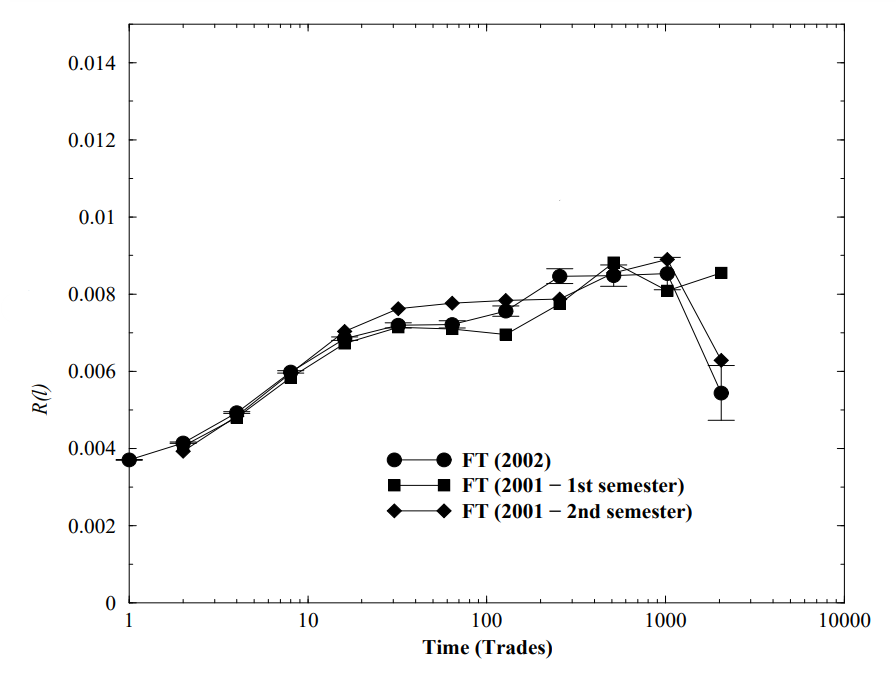 0.014
0.012
0.01
0.008
0.006
0.004
0.002
0
R(l)
FT (2002)
FT (2001 − 1st semester)
FT (2001 − 2nd semester)
1 10 100 1000 10000
Time (Trades)